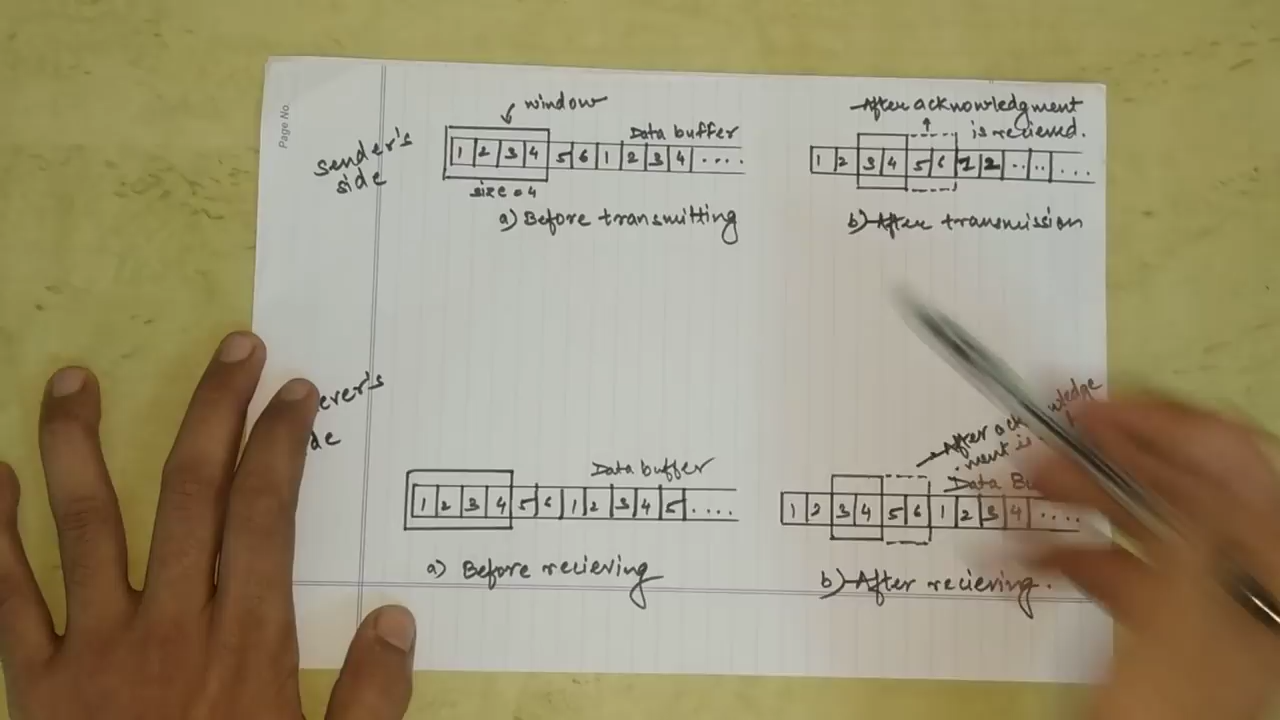 Page No.
sender's
side
window
Data buffer
1 2 3 4 5 6 1 2 3 4 ....
size = 4
a) Before transmitting
After acknowledgment
is recieved.
1 2 3 4 5 6 1 2 .. .. ...
b) After transmission
Data buffer
1 2 3 4 5 6 1 2 3 4 5 ....
a) Before recieving
After
ment is
Data
1 2 3 4 5 6 1 2 3 4 ....
b) After recieving.